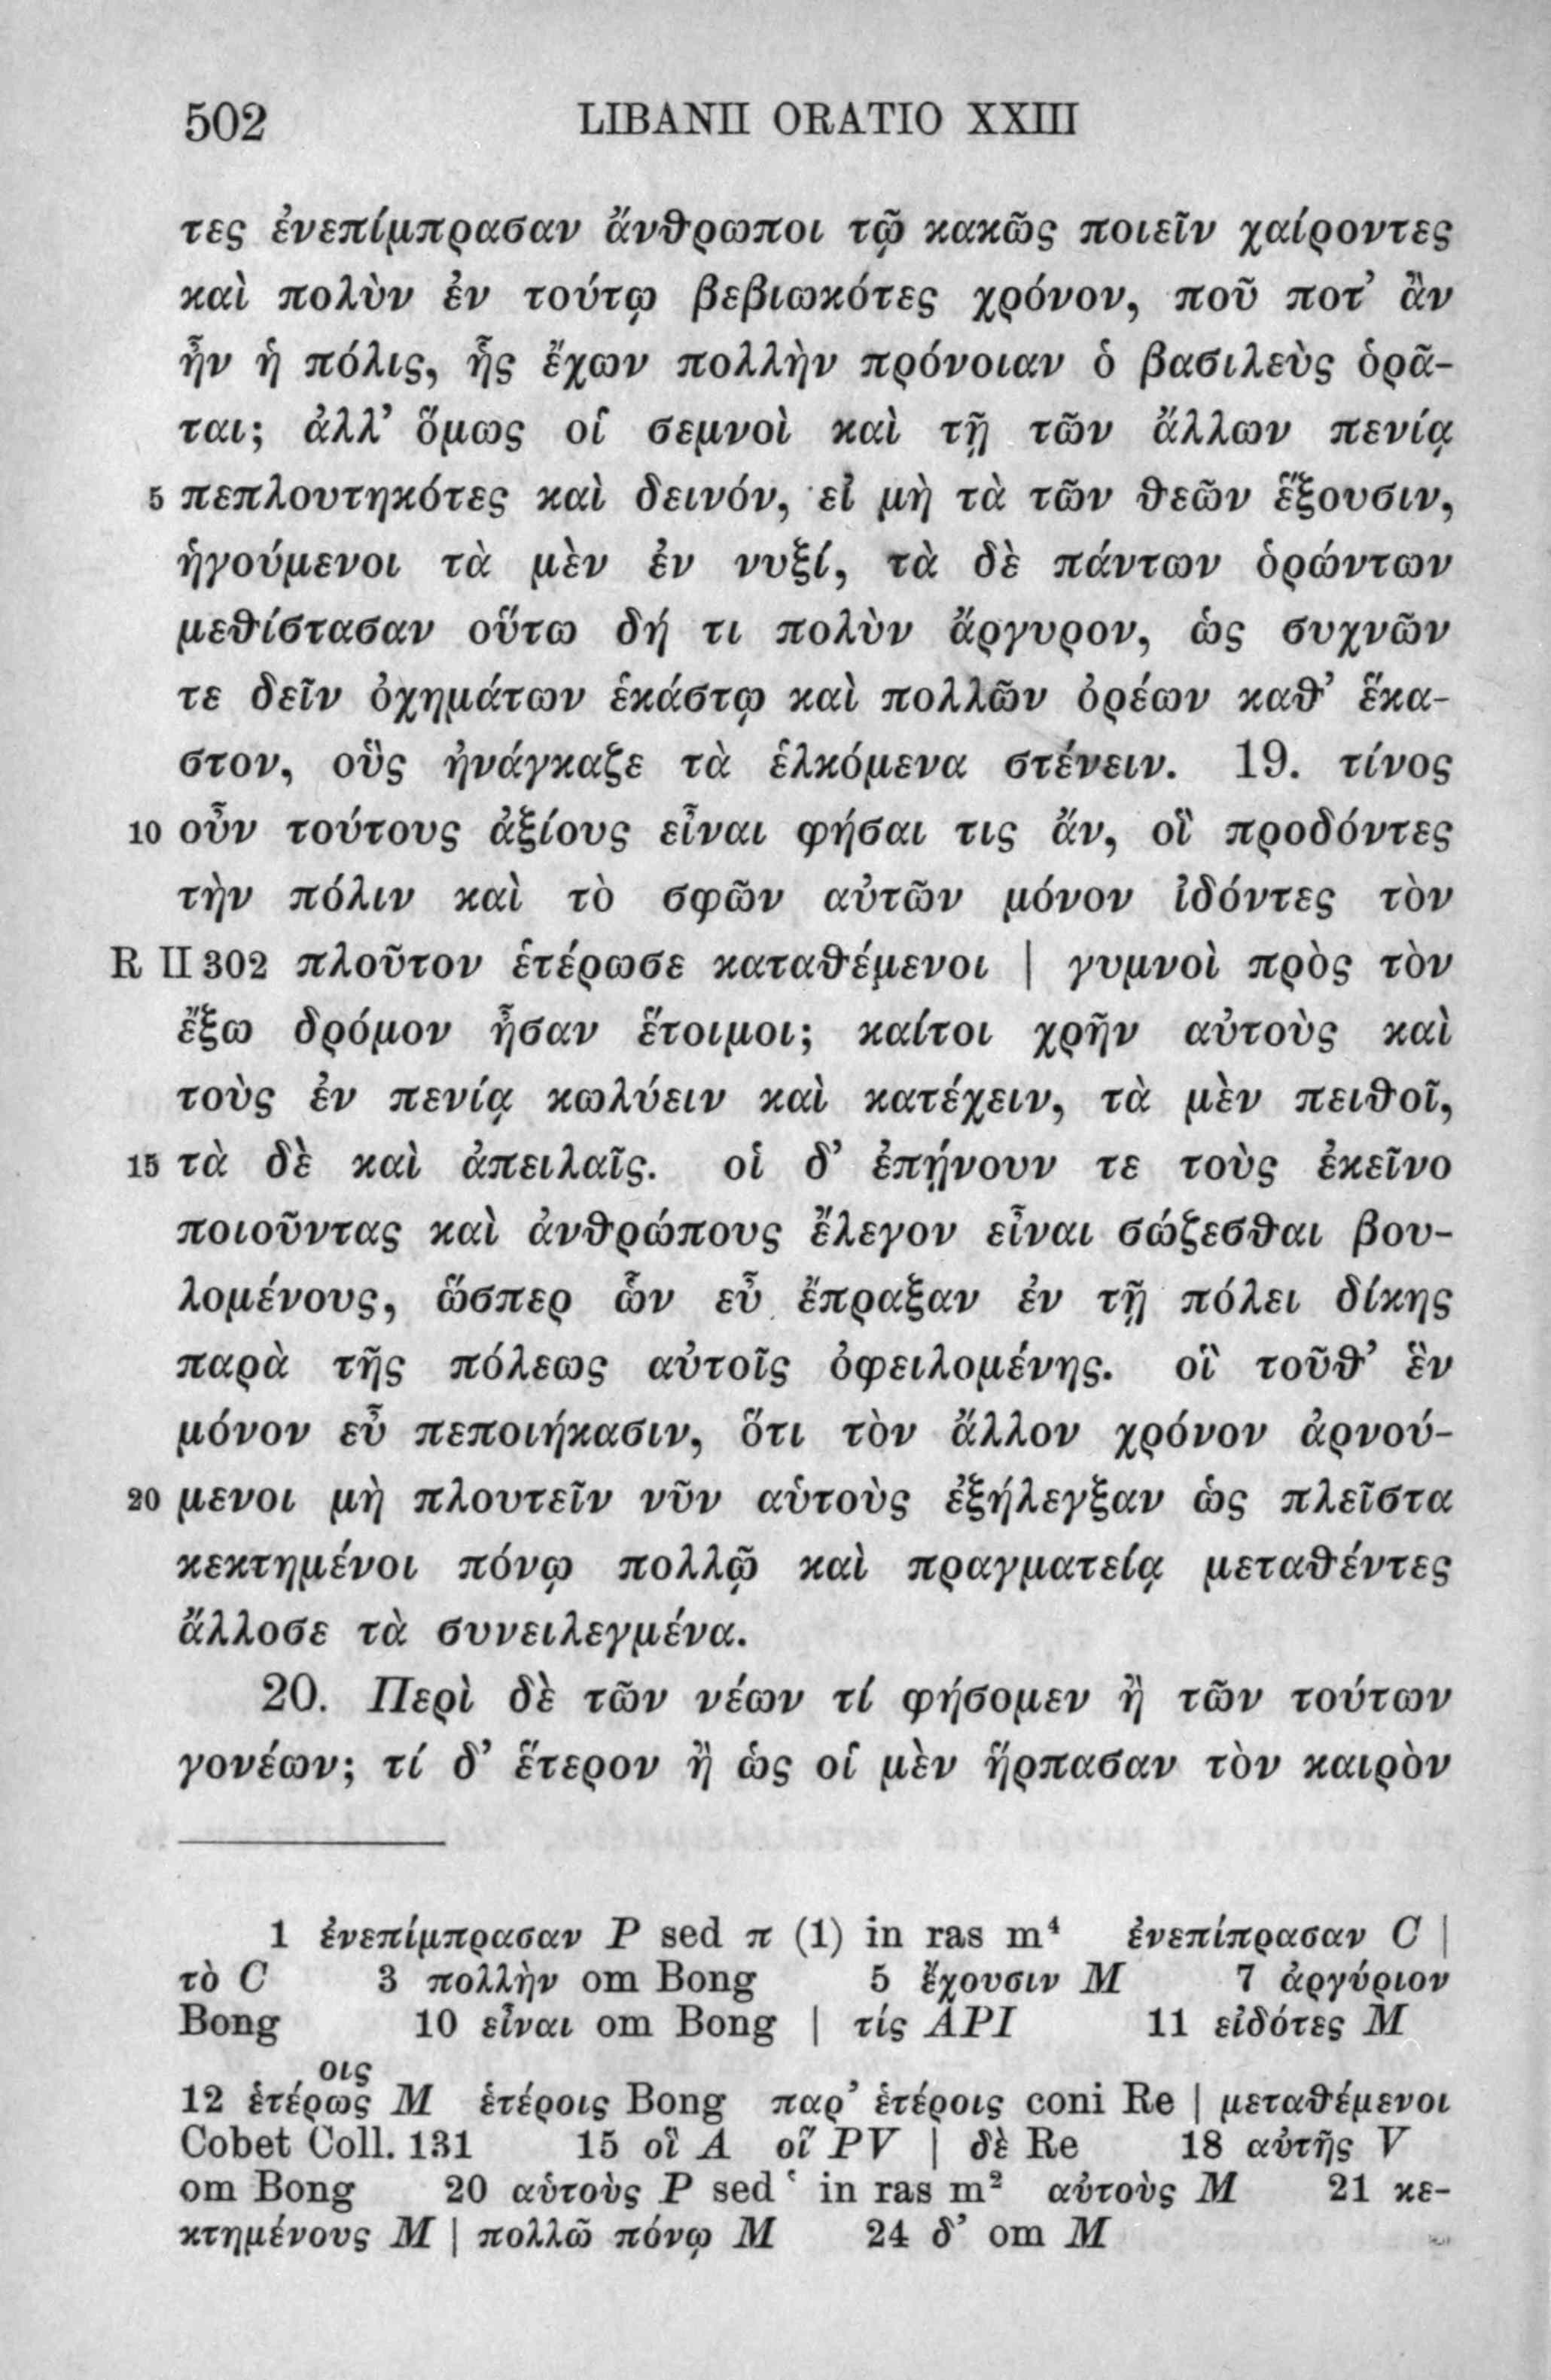 502 LIBANII ORATIO XXIII
τες ἐνεπίμπρασαν ἄνθρωποι τῷ κακῶς ποιεῖν χαίροντες
καὶ πολὺν ἐν τούτῳ βεβιωκότες χρόνον, ποῦ ποτ’ ἂν
ἦν ἡ πόλις, ἧς ἔχων πολλὴν πρόνοιαν ὁ βασιλεὺς ὁρᾶ-
ται; ἀλλ’ ὅμως οἱ σεμνοὶ καὶ τῇ τῶν ἄλλων πενίᾳ
5 πεπλουτηκότες καὶ δεινόν, εἰ μὴ τὰ τῶν θεῶν ἕξουσιν,
ἡγούμενοι τὰ μὲν ἐν νυξί, τὰ δὲ πάντων ὁρώντων
μεθίστασαν οὕτω δή τι πολὺν ἄργυρον, ὡς συχνῶν
τε δεῖν ὀχημάτων ἑκάστῳ καὶ πολλῶν ὀρέων καθ’ ἕκα-
στον, οὓς ἠνάγκαζε τὰ ἑλκόμενα στένειν. 19. τίνος
10 οὖν τούτους ἀξίους εἶναι φήσαι τις ἄν, οἳ προδόντες
τὴν πόλιν καὶ τὸ σφῶν αὐτῶν μόνον ἰδόντες τὸν
R II 302 πλοῦτον ἑτέρωσε καταθέμενοι | γυμνοὶ πρὸς τὸν
ἔξω δρόμον ἦσαν ἕτοιμοι; καίτοι χρῆν αὐτοὺς καὶ
τοὺς ἐν πενίᾳ κωλύειν καὶ κατέχειν, τὰ μὲν πειθοῖ,
15 τὰ δὲ καὶ ἀπειλαῖς. οἱ δ’ ἐπῄνουν τε τοὺς ἐκεῖνο
ποιοῦντας καὶ ἀνθρώπους ἔλεγον εἶναι σώζεσθαι βου-
λομένους, ὥσπερ ὧν εὖ ἔπραξαν ἐν τῇ πόλει δίκης
παρὰ τῆς πόλεως αὐτοῖς ὀφειλομένης. οἳ τοῦθ’ ἓν
μόνον εὖ πεποιήκασιν, ὅτι τὸν ἄλλον χρόνον ἀρνού-
20 μενοι μὴ πλουτεῖν νῦν αὑτοὺς ἐξήλεγξαν ὡς πλεῖστα
κεκτημένοι πόνῳ πολλῷ καὶ πραγματείᾳ μεταθέντες
ἄλλοσε τὰ συνειλεγμένα.
20. Περὶ δὲ τῶν νέων τί φήσομεν ἢ τῶν τούτων
γονέων; τί δ’ ἕτερον ἢ ὡς οἱ μὲν ἥρπασαν τὸν καιρὸν
1 ἐνεπίμπρασαν P sed π (1) in ras m⁴ ἐνεπίπρασαν C |
τὸ C 3 πολλὴν om Bong 5 ἔχουσιν M 7 ἀργύριον
Bong 10 εἶναι om Bong | τίς API 11 εἰδότες M
οις
12 ἑτέρως M ἑτέροις Bong παρ’ ἑτέροις coni Re | μεταθέμενοι
Cobet Coll. 131 15 οἳ A οἵ PV | δὲ Re 18 αὐτῆς V
om Bong 20 αὑτοὺς P sed ʽ in ras m² αὐτοὺς M 21 κε-
κτημένους M | πολλῶ πόνῳ M 24 δ’ om M